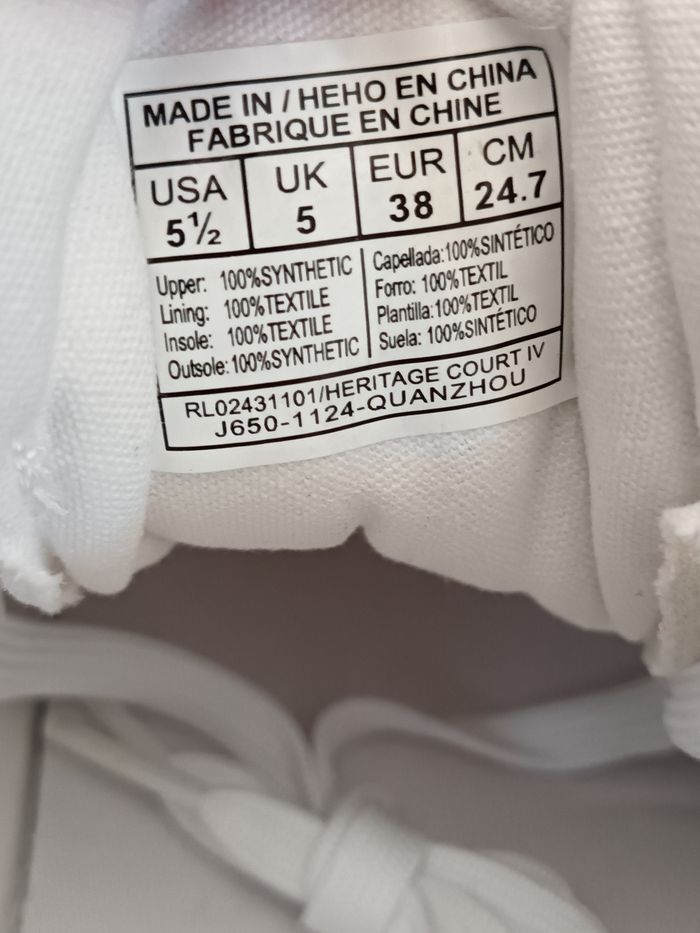 MADE IN / HEHO EN CHINA
FABRIQUE EN CHINE
USA UK EUR CM
5½ 5 38 24.7
Upper: 100%SYNTHETIC
Lining: 100%TEXTILE
Insole: 100%TEXTILE
Outsole: 100%SYNTHETIC
Capellada:100%SINTÉTICO
Forro: 100%TEXTIL
Plantilla:100%TEXTIL
Suela: 100%SINTÉTICO
RL02431101/HERITAGE COURT IV
J650-1124-QUANZHOU